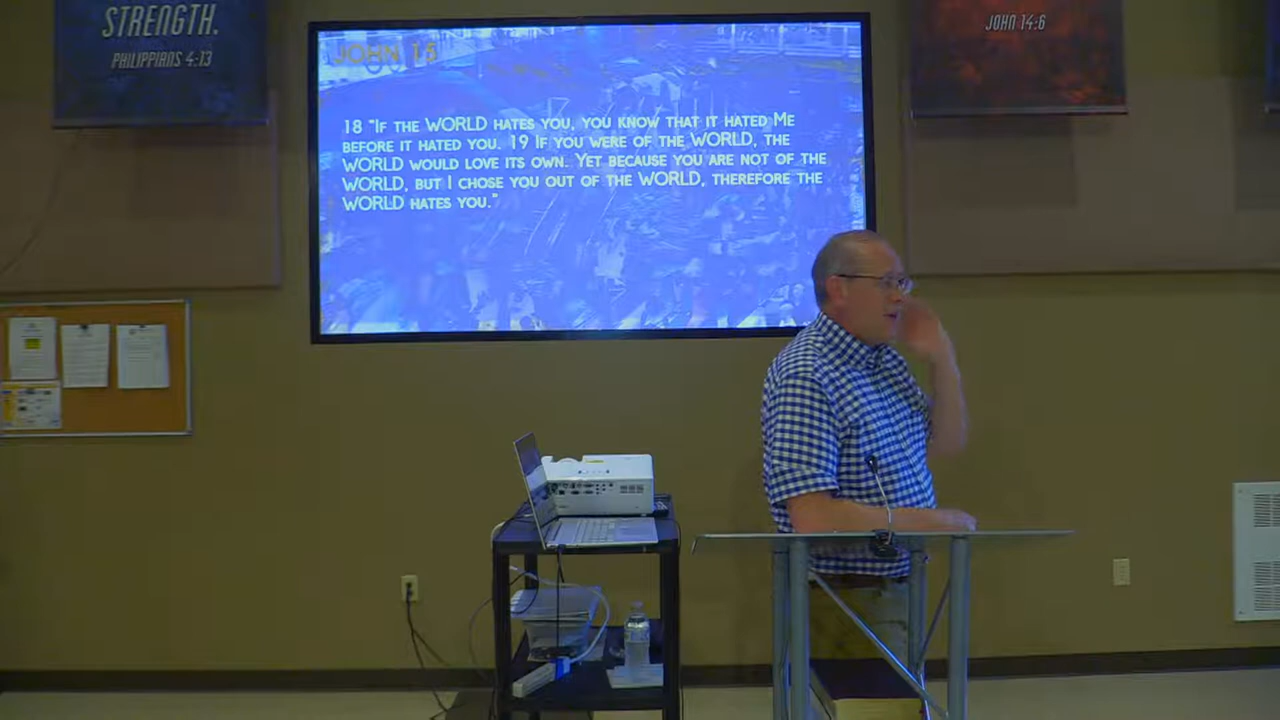 STRENGTH.
PHILIPPIANS 4:13
JOHN 14:6
JOHN 15
18 "IF THE WORLD HATES YOU, YOU KNOW THAT IT HATED ME
BEFORE IT HATED YOU. 19 IF YOU WERE OF THE WORLD, THE
WORLD WOULD LOVE ITS OWN. YET BECAUSE YOU ARE NOT OF THE
WORLD, BUT I CHOSE YOU OUT OF THE WORLD, THEREFORE THE
WORLD HATES YOU."